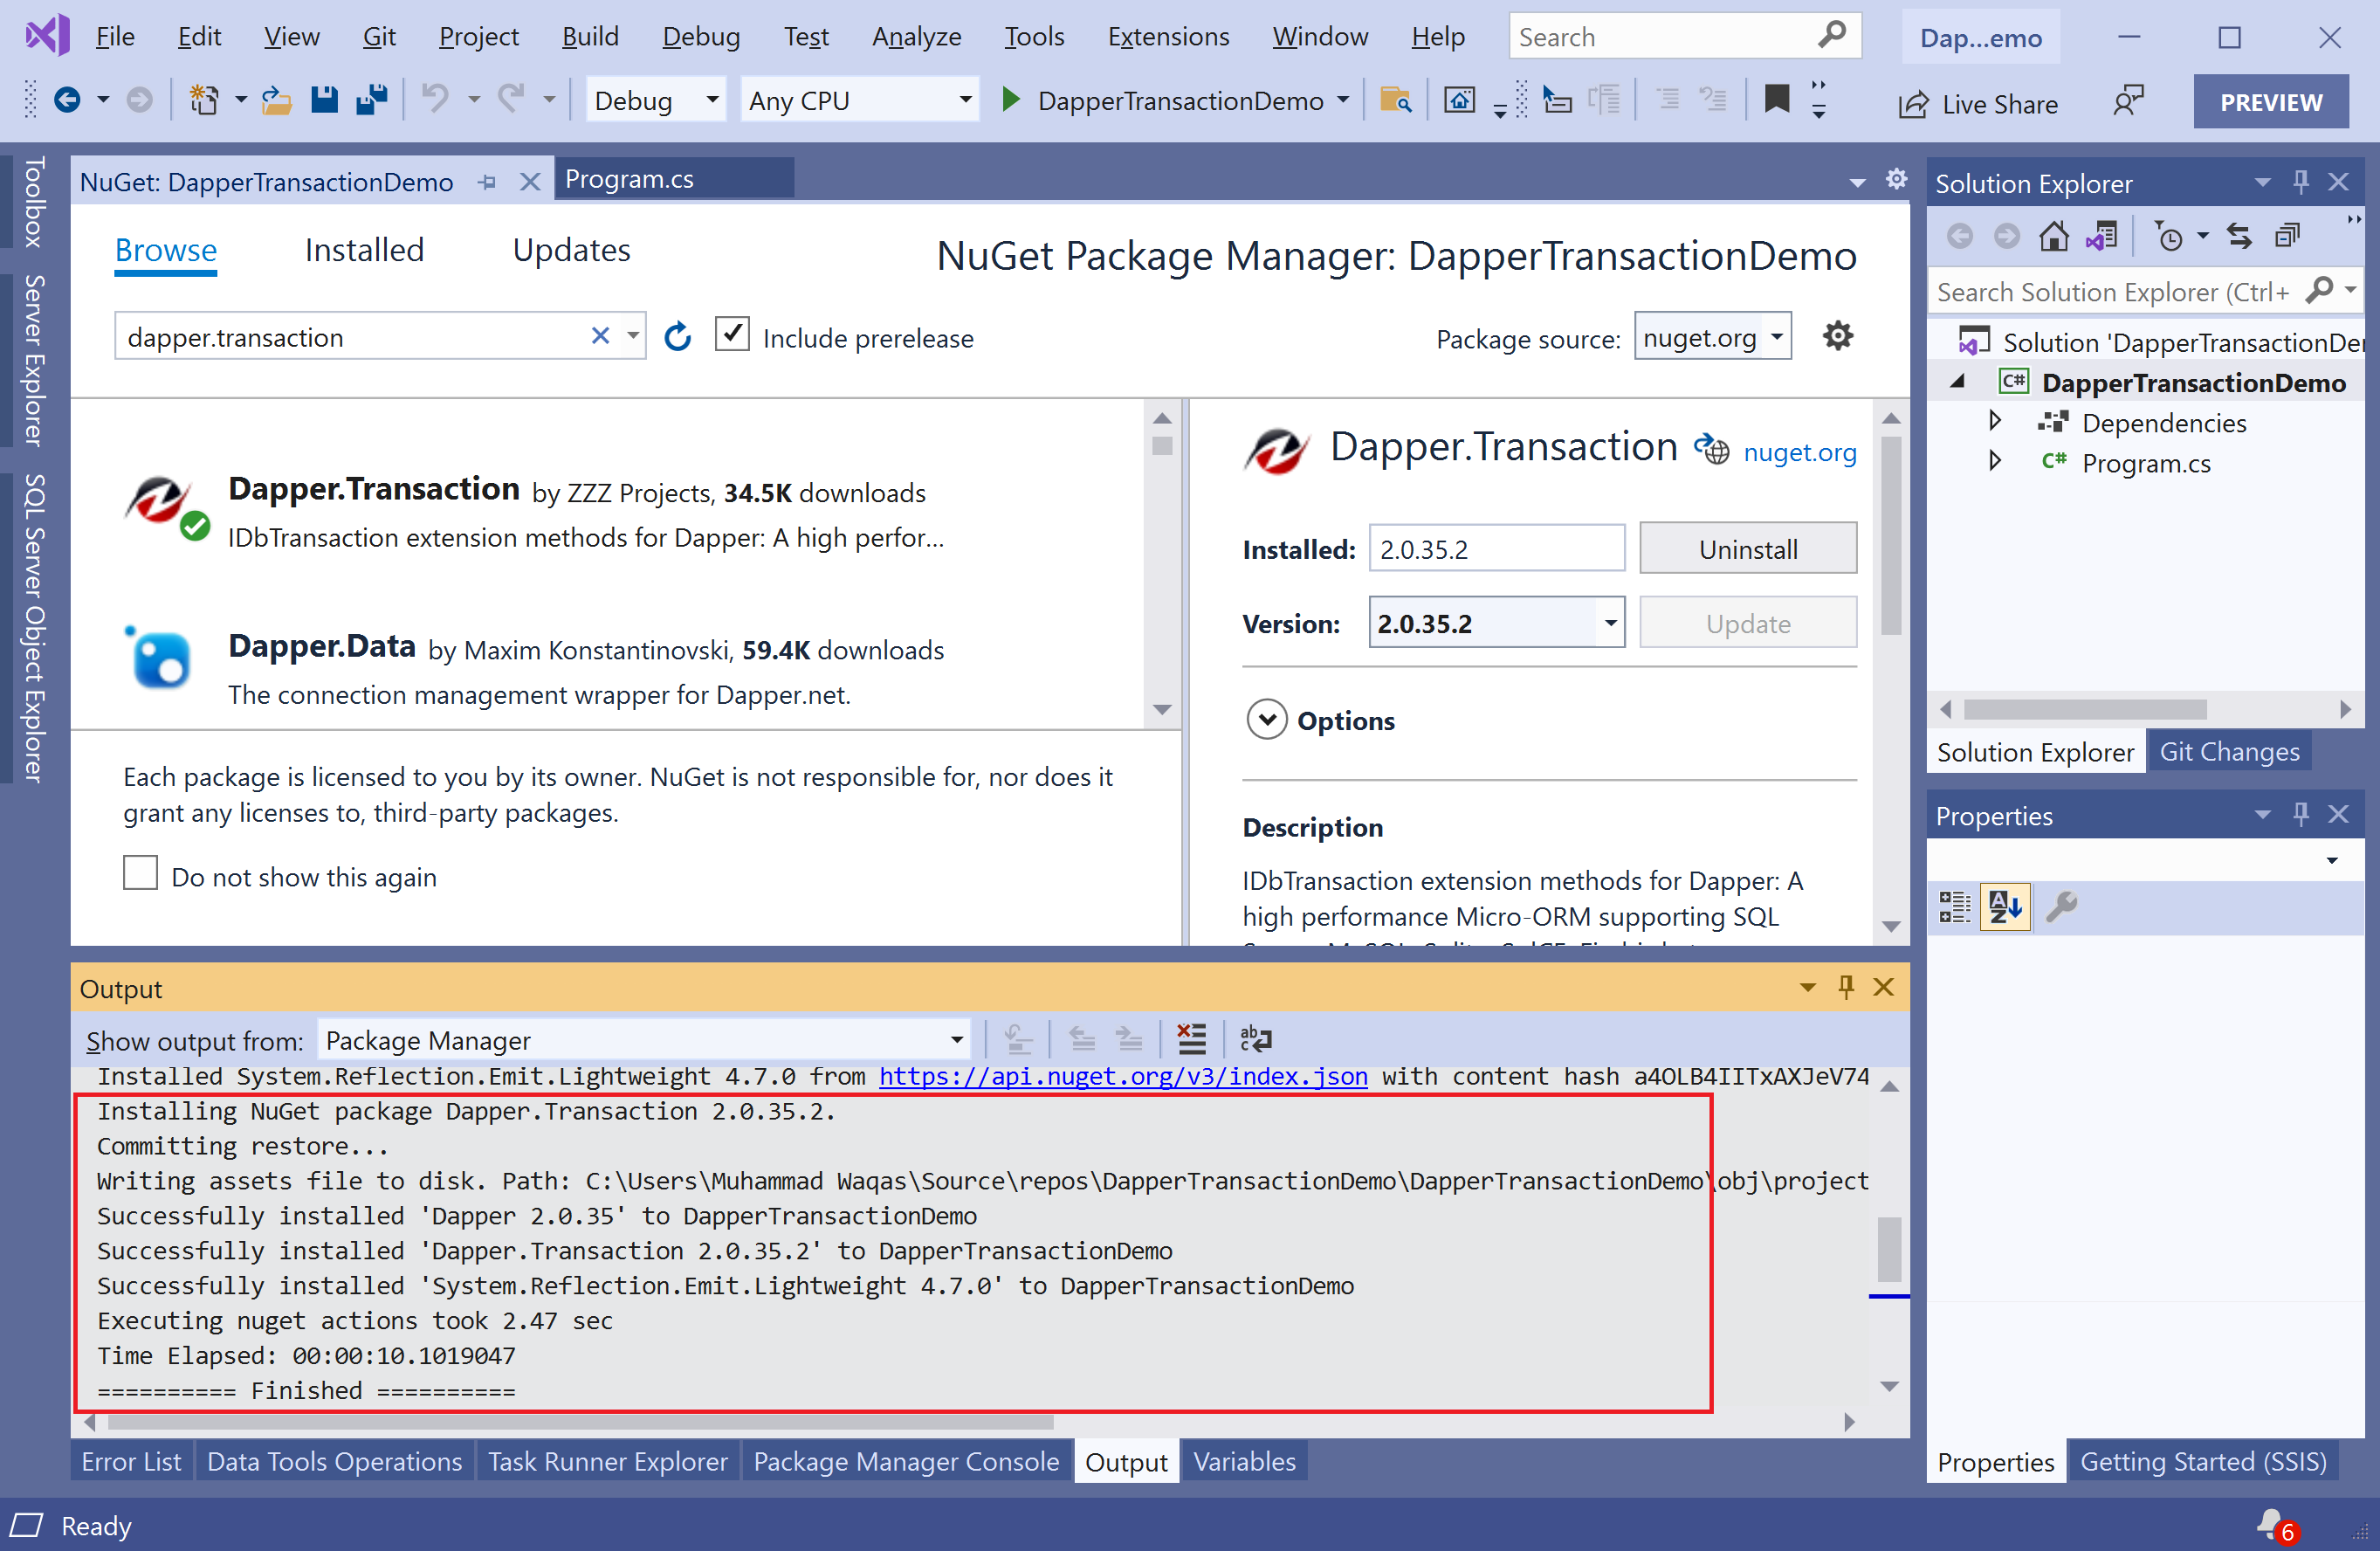 File Edit View Git Project Build Debug Test Analyze Tools Extensions Window Help Search Dap...emo
Debug Any CPU DapperTransactionDemo Live Share PREVIEW
Toolbox
Server Explorer
SQL Server Object Explorer
NuGet: DapperTransactionDemo Program.cs
Browse Installed Updates NuGet Package Manager: DapperTransactionDemo
dapper.transaction Include prerelease Package source: nuget.org
Dapper.Transaction by ZZZ Projects, 34.5K downloads
IDbTransaction extension methods for Dapper: A high perfor...
Dapper.Data by Maxim Konstantinovski, 59.4K downloads
The connection management wrapper for Dapper.net.
Each package is licensed to you by its owner. NuGet is not responsible for, nor does it
grant any licenses to, third-party packages.
Do not show this again
Dapper.Transaction nuget.org
Installed: 2.0.35.2 Uninstall
Version: 2.0.35.2 Update
Options
Description
IDbTransaction extension methods for Dapper: A
high performance Micro-ORM supporting SQL
Output
Show output from: Package Manager
Installed System.Reflection.Emit.Lightweight 4.7.0 from https://api.nuget.org/v3/index.json with content hash a4OLB4IITxAXJeV74
Installing NuGet package Dapper.Transaction 2.0.35.2.
Committing restore...
Writing assets file to disk. Path: C:\Users\Muhammad Waqas\Source\repos\DapperTransactionDemo\DapperTransactionDemo\obj\project
Successfully installed 'Dapper 2.0.35' to DapperTransactionDemo
Successfully installed 'Dapper.Transaction 2.0.35.2' to DapperTransactionDemo
Successfully installed 'System.Reflection.Emit.Lightweight 4.7.0' to DapperTransactionDemo
Executing nuget actions took 2.47 sec
Time Elapsed: 00:00:10.1019047
========== Finished ==========
Error List Data Tools Operations Task Runner Explorer Package Manager Console Output Variables
Solution Explorer
Search Solution Explorer (Ctrl+
Solution 'DapperTransactionDe
C# DapperTransactionDemo
Dependencies
C# Program.cs
Solution Explorer Git Changes
Properties
Properties Getting Started (SSIS)
Ready 6